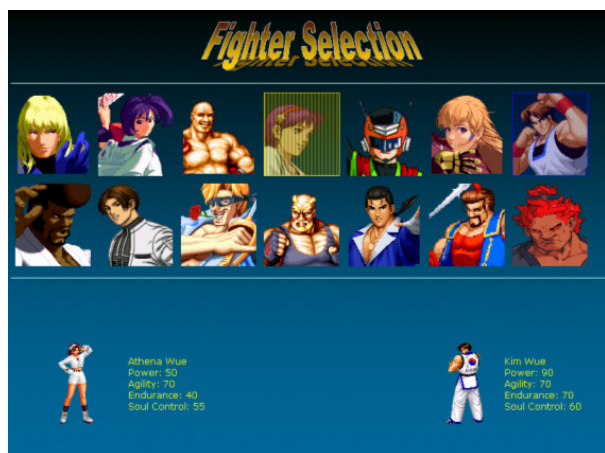 Fighter Selection
Athena Wue
Power: 50
Agility: 70
Endurance: 40
Soul Control: 55
Kim Wue
Power: 90
Agility: 70
Endurance: 70
Soul Control: 60